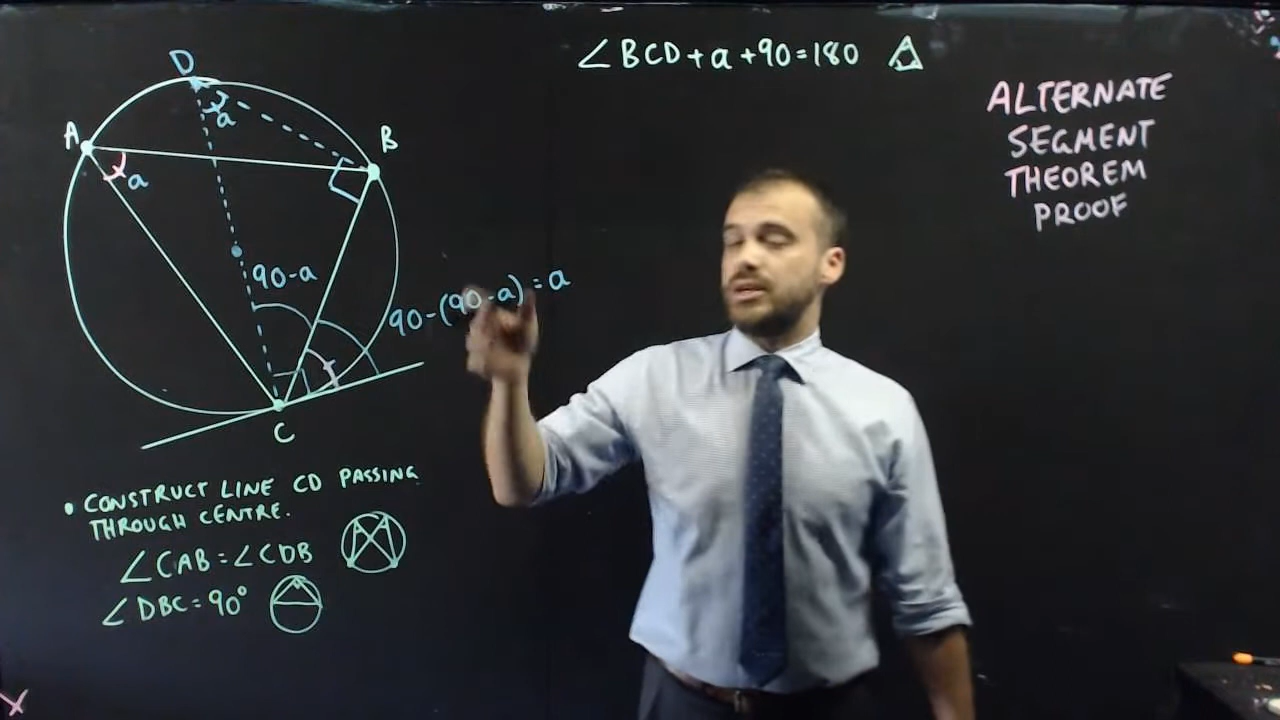 ∠BCD+a+90=180
ALTERNATE
SEGMENT
THEOREM
PROOF
D
a
A
B
a
90-a
90-(90-a)=a
C
• CONSTRUCT LINE CD PASSING
THROUGH CENTRE.
∠CAB=∠CDB
∠DBC=90°